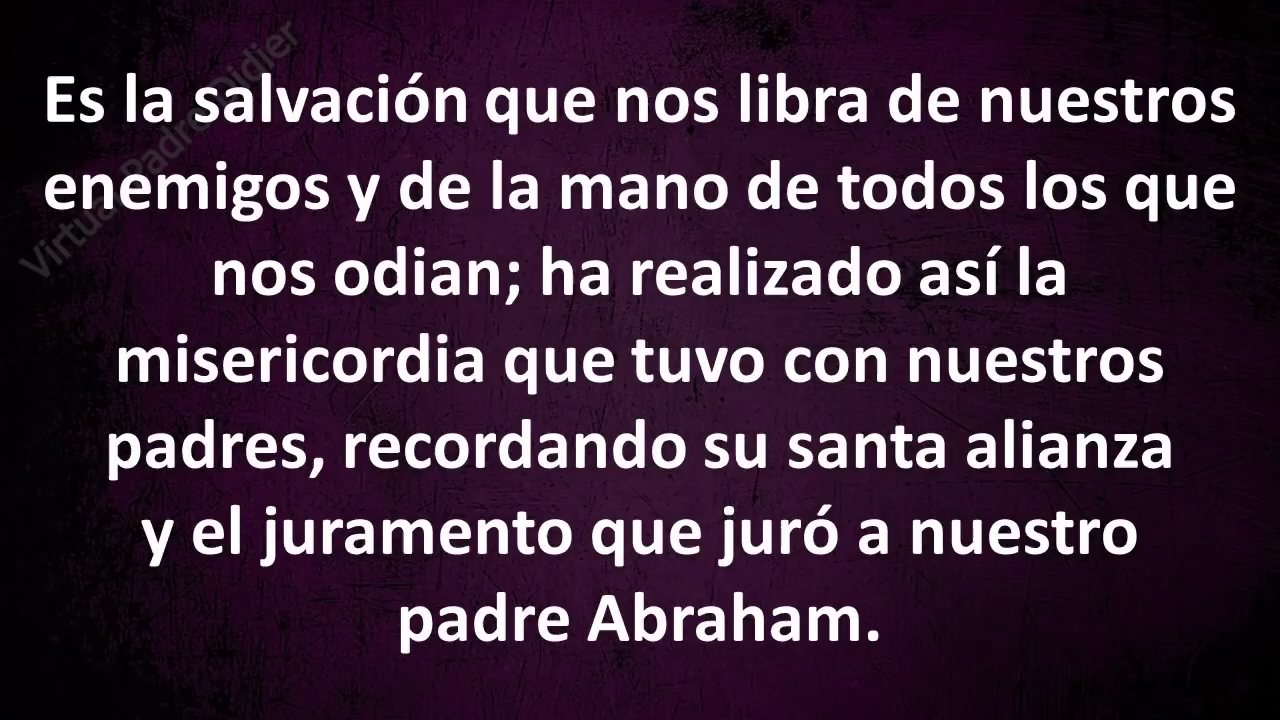 Es la salvación que nos libra de nuestros
enemigos y de la mano de todos los que
nos odian; ha realizado así la
misericordia que tuvo con nuestros
padres, recordando su santa alianza
y el juramento que juró a nuestro
padre Abraham.